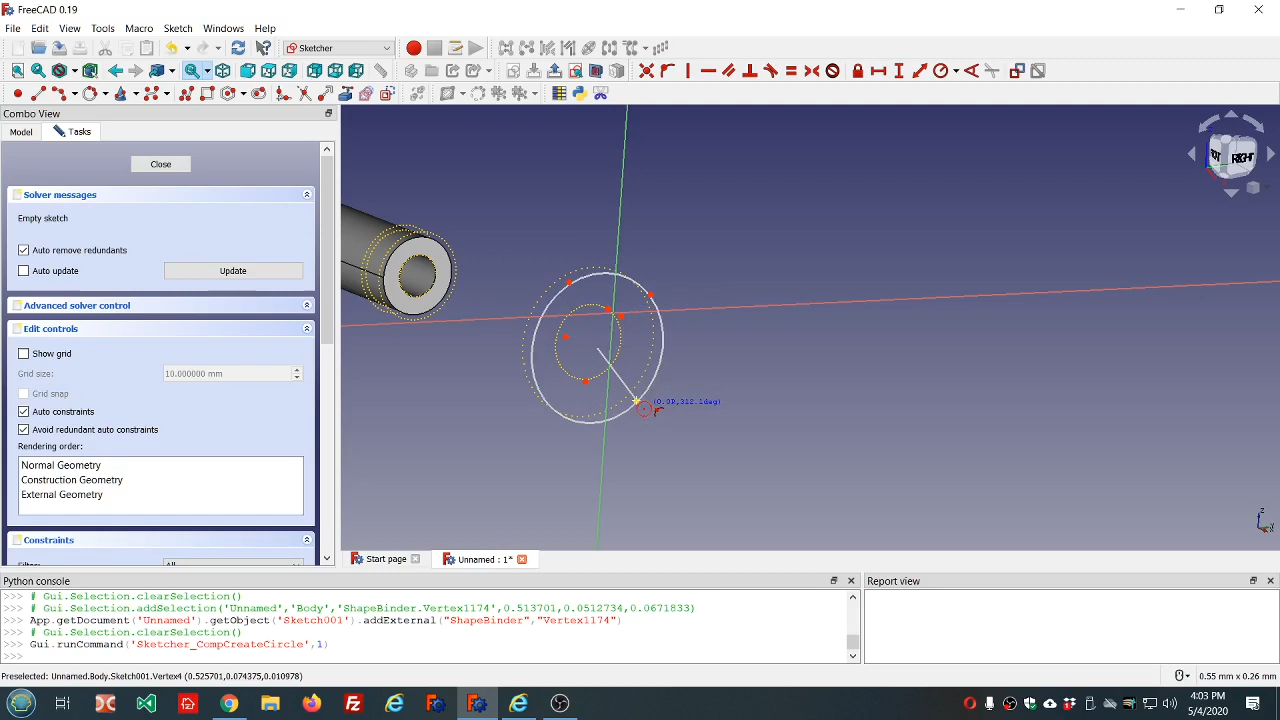 FreeCAD 0.19
File Edit View Tools Macro Sketch Windows Help
Sketcher
Combo View
Model Tasks
Close
Solver messages
Empty sketch
Auto remove redundants
Auto update Update
Advanced solver control
Edit controls
Show grid
Grid size: 10.000000 mm
Grid snap
Auto constraints
Avoid redundant auto constraints
Rendering order:
Normal Geometry
Construction Geometry
External Geometry
Constraints
RIGHT
(0.0R,312.1deg)
Start page Unnamed : 1*
Python console
>>> # Gui.Selection.clearSelection()
>>> # Gui.Selection.addSelection('Unnamed','Body','ShapeBinder.Vertex1174',0.513701,0.0512734,0.0671833)
>>> App.getDocument('Unnamed').getObject('Sketch001').addExternal("ShapeBinder","Vertex1174")
>>> # Gui.Selection.clearSelection()
>>> Gui.runCommand('Sketcher_CompCreateCircle',1)
>>>
Report view
Preselected: Unnamed.Body.Sketch001.Vertex4 (0.525701,0.074375,0.010978)
0.55 mm x 0.26 mm
4:03 PM
5/4/2020